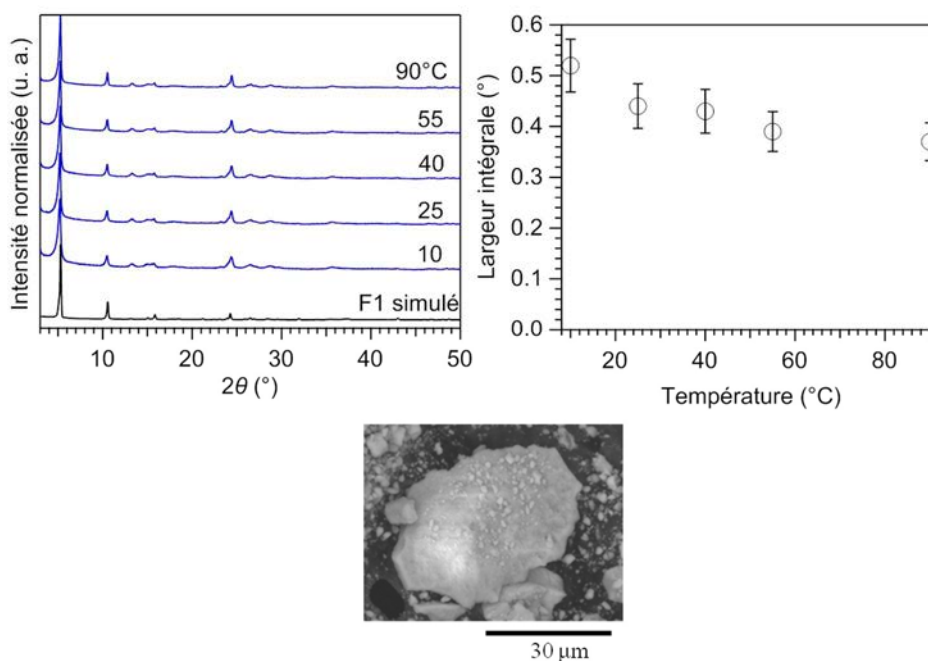 Intensité normalisée (u. a.)
90°C
55
40
25
10
F1 simulé
10
20
30
40
50
2θ (°)
Largeur intégrale (°)
0.6
0.5
0.4
0.3
0.2
0.1
0.0
20
40
60
80
Température (°C)
30 µm